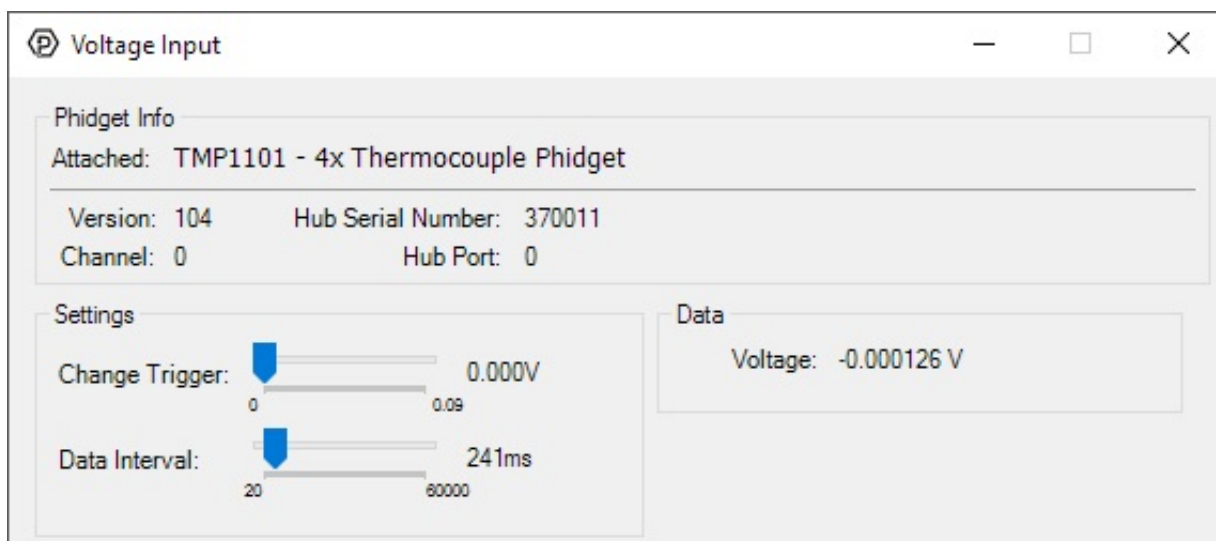 Voltage Input
Phidget Info
Attached: TMP1101 - 4x Thermocouple Phidget
Version: 104 Hub Serial Number: 370011
Channel: 0 Hub Port: 0
Settings
Change Trigger: 0.000V
0 0.09
Data Interval: 241ms
20 60000
Data
Voltage: -0.000126 V